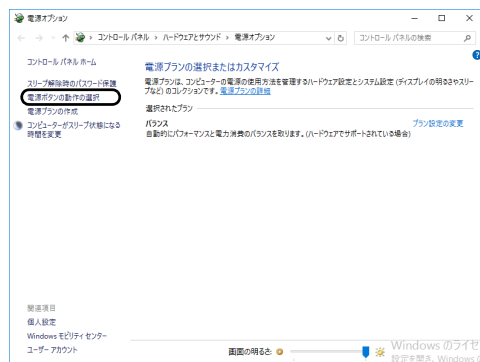 電源オプション
コントロール パネル › ハードウェアとサウンド › 電源オプション
コントロール パネルの検索
コントロール パネル ホーム
スリープ解除時のパスワード保護
電源ボタンの動作の選択
電源プランの作成
コンピューターがスリープ状態になる
時間を変更
電源プランの選択またはカスタマイズ
電源プランは、コンピューターの電源の使用方法を管理するハードウェア設定とシステム設定 (ディスプレイの明るさやスリー
プなど) のコレクションです。電源プランの詳細
選択されたプラン
バランス
プラン設定の変更
自動的にパフォーマンスと電力消費のバランスを取ります。(ハードウェアでサポートされている場合)
関連項目
個人設定
Windows モビリティ センター
ユーザー アカウント
画面の明るさ:
Windows のライセ
設定を開き、Windows の